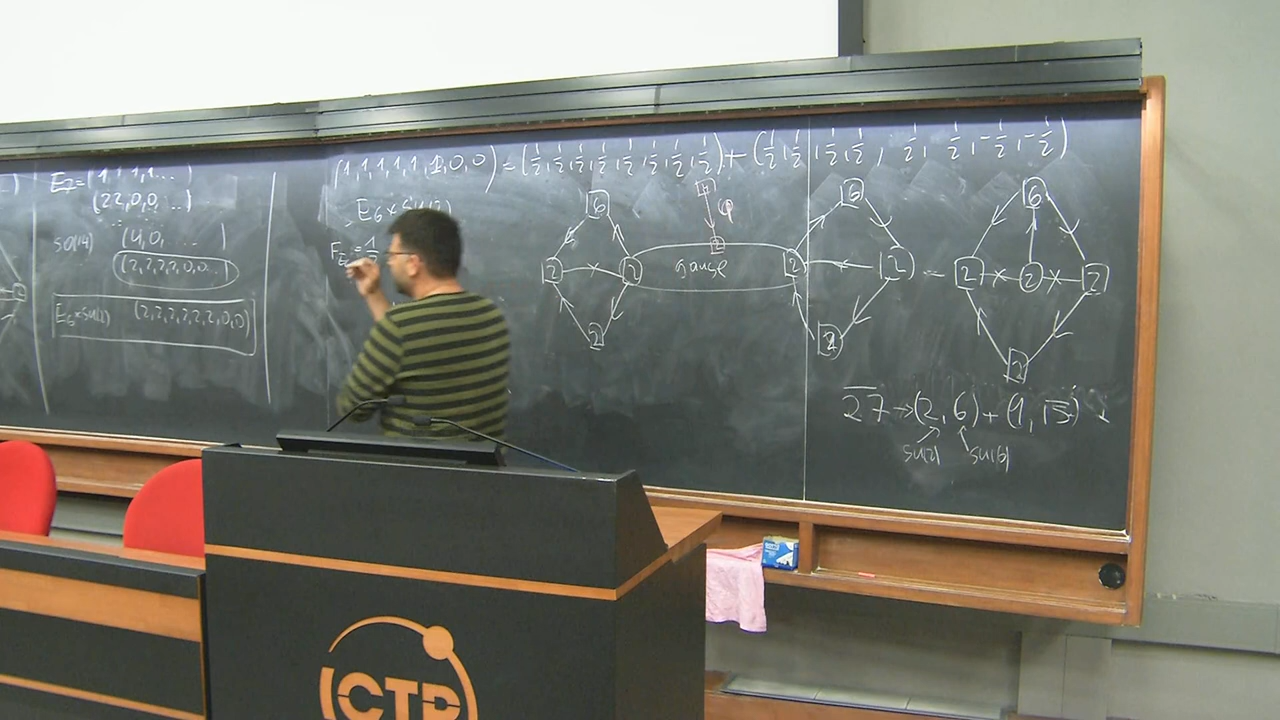 E₇=(1,1,1,1...)
(2,2,0,0,...)
SO(14) (4,0,....)
(2,2,2,2,0,0..)
E₆×SU(2) (2,2,2,2,2,2,0,0)
(1,1,1,1,1,1,0,0) = (½,½,½,½,½,½,½,½) + (½,½,½,½,½,½,-½,-½)
E₆×SU(2)
6
2 2
2
φ
2
gauge
6
2 2
2
=
6
2 2 2
2
27̅ → (2,6) + (1,15̅)
SU(2) SU(6)
ICTP